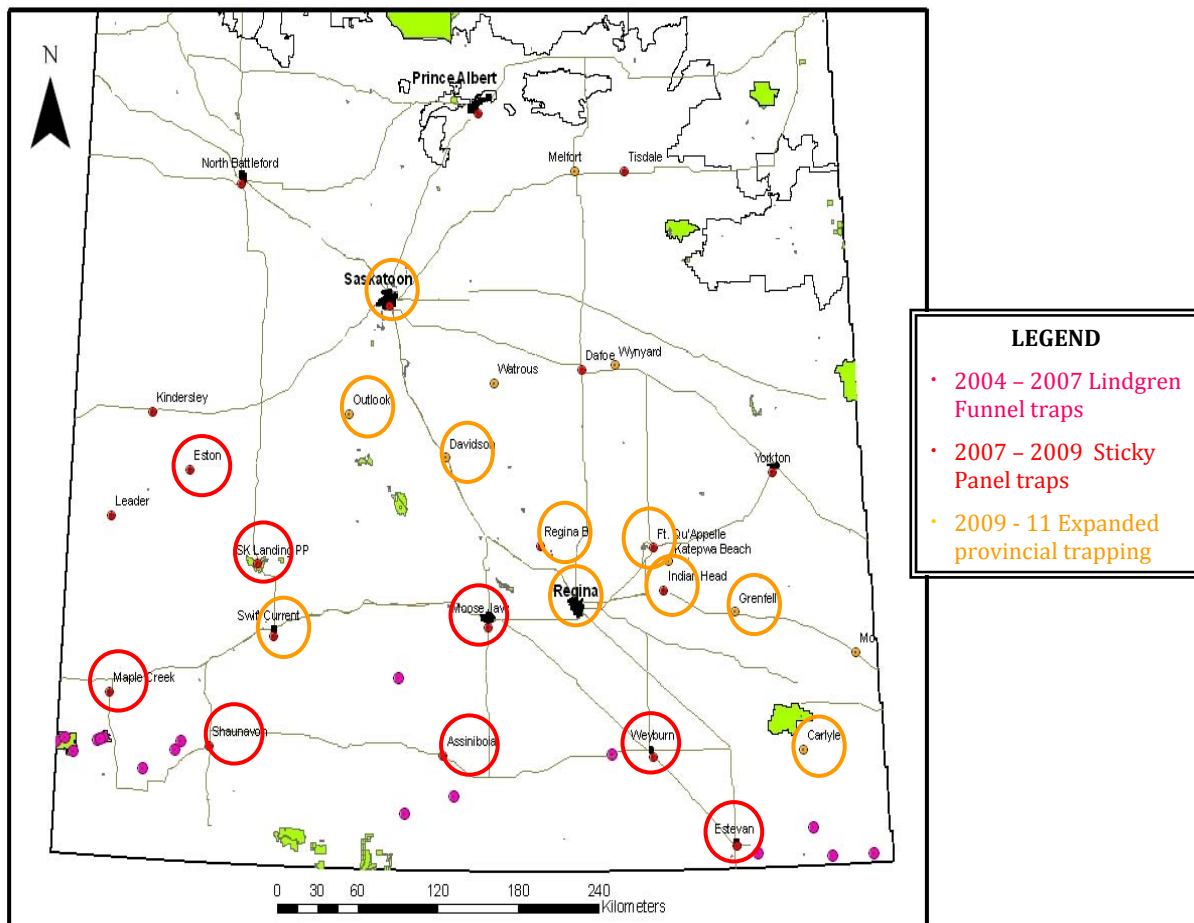 N
Prince Albert
North Battleford
Melfort
Tisdale
Saskatoon
Dafoe
Wynyard
Watrous
Kindersley
Outlook
Davidson
Eston
Yorkton
Leader
Regina B
Ft. Qu'Appelle
SK Landing PP
Katepwa Beach
Indian Head
Regina
Grenfell
Swift Current
Moose Jaw
Mo
Maple Creek
Shaunavon
Assiniboia
Weyburn
Carlyle
Estevan
0 30 60 120 180 240
Kilometers
LEGEND
· 2004 – 2007 Lindgren
Funnel traps
· 2007 – 2009 Sticky
Panel traps
· 2009 - 11 Expanded
provincial trapping